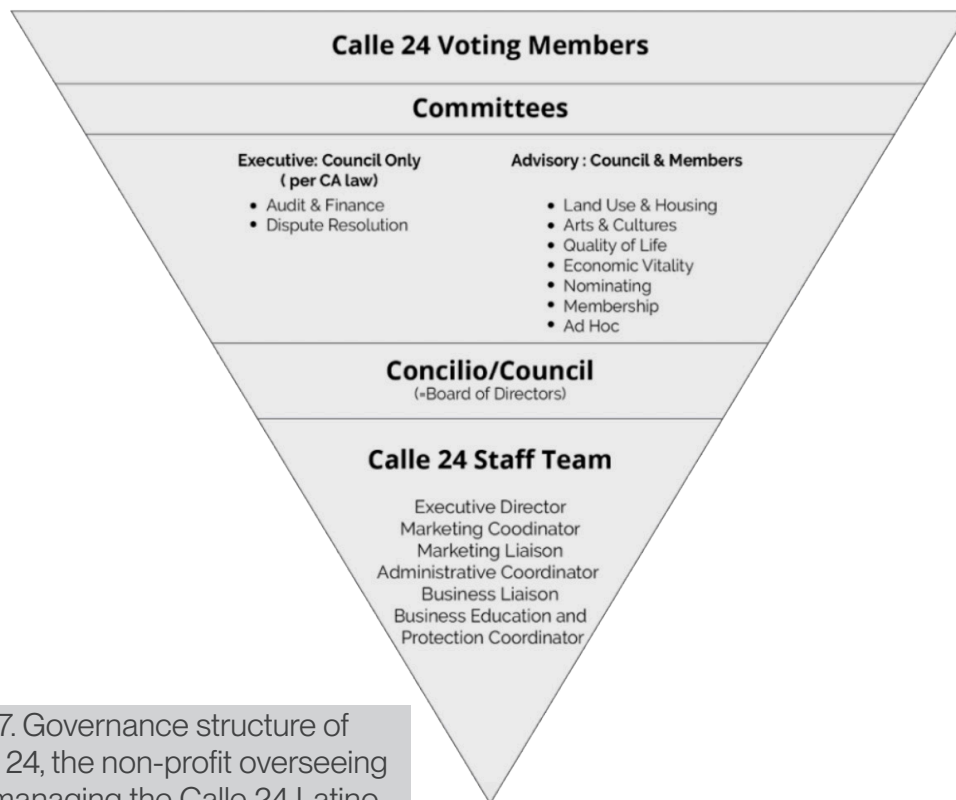 Calle 24 Voting Members
Committees
Executive: Council Only
( per CA law)
• Audit & Finance
• Dispute Resolution
Advisory : Council & Members
• Land Use & Housing
• Arts & Cultures
• Quality of Life
• Economic Vitality
• Nominating
• Membership
• Ad Hoc
Concilio/Council
(=Board of Directors)
Calle 24 Staff Team
Executive Director
Marketing Coodinator
Marketing Liaison
Administrative Coordinator
Business Liaison
Business Education and
Protection Coordinator
7. Governance structure of
24, the non-profit overseeing
managing the Calle 24 Latino